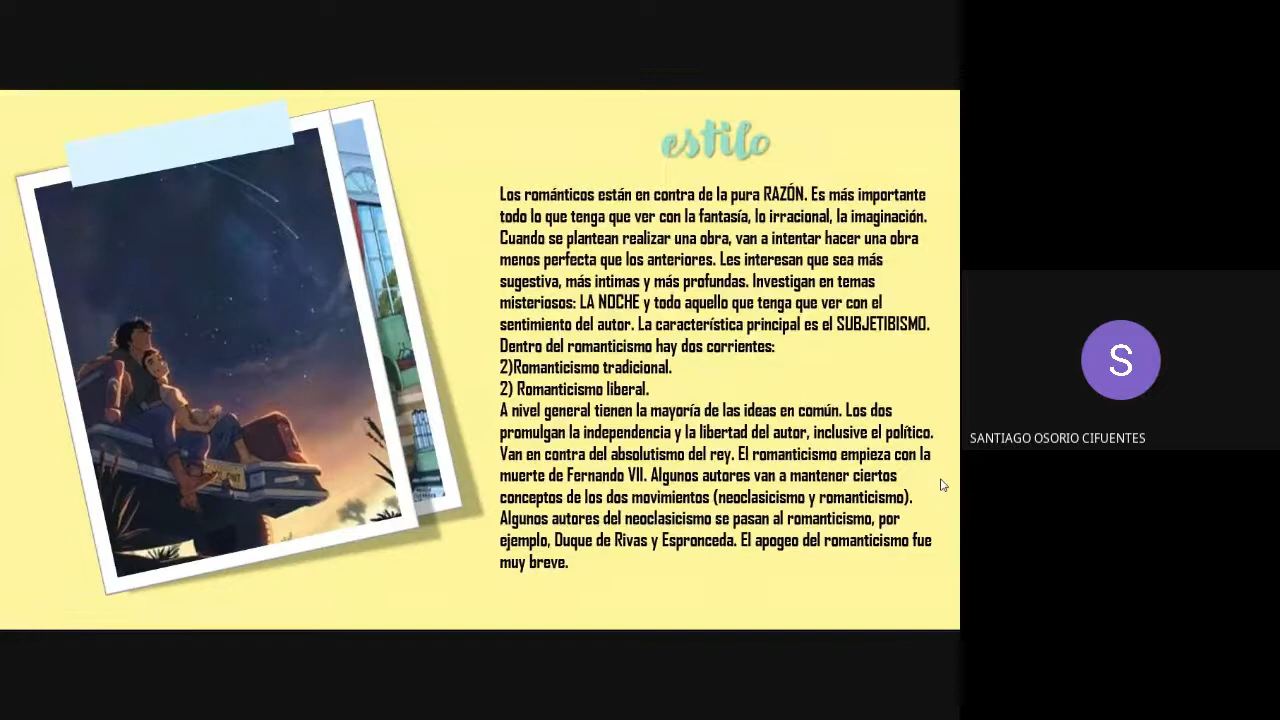 estilo
Los románticos están en contra de la pura RAZÓN. Es más importante
todo lo que tenga que ver con la fantasía, lo irracional, la imaginación.
Cuando se plantean realizar una obra, van a intentar hacer una obra
menos perfecta que los anteriores. Les interesan que sea más
sugestiva, más intimas y más profundas. Investigan en temas
misteriosos: LA NOCHE y todo aquello que tenga que ver con el
sentimiento del autor. La característica principal es el SUBJETIBISMO.
Dentro del romanticismo hay dos corrientes:
2)Romanticismo tradicional.
2) Romanticismo liberal.
A nivel general tienen la mayoría de las ideas en común. Los dos
promulgan la independencia y la libertad del autor, inclusive el político.
Van en contra del absolutismo del rey. El romanticismo empieza con la
muerte de Fernando VII. Algunos autores van a mantener ciertos
conceptos de los dos movimientos (neoclasicismo y romanticismo).
Algunos autores del neoclasicismo se pasan al romanticismo, por
ejemplo, Duque de Rivas y Espronceda. El apogeo del romanticismo fue
muy breve.
S
SANTIAGO OSORIO CIFUENTES